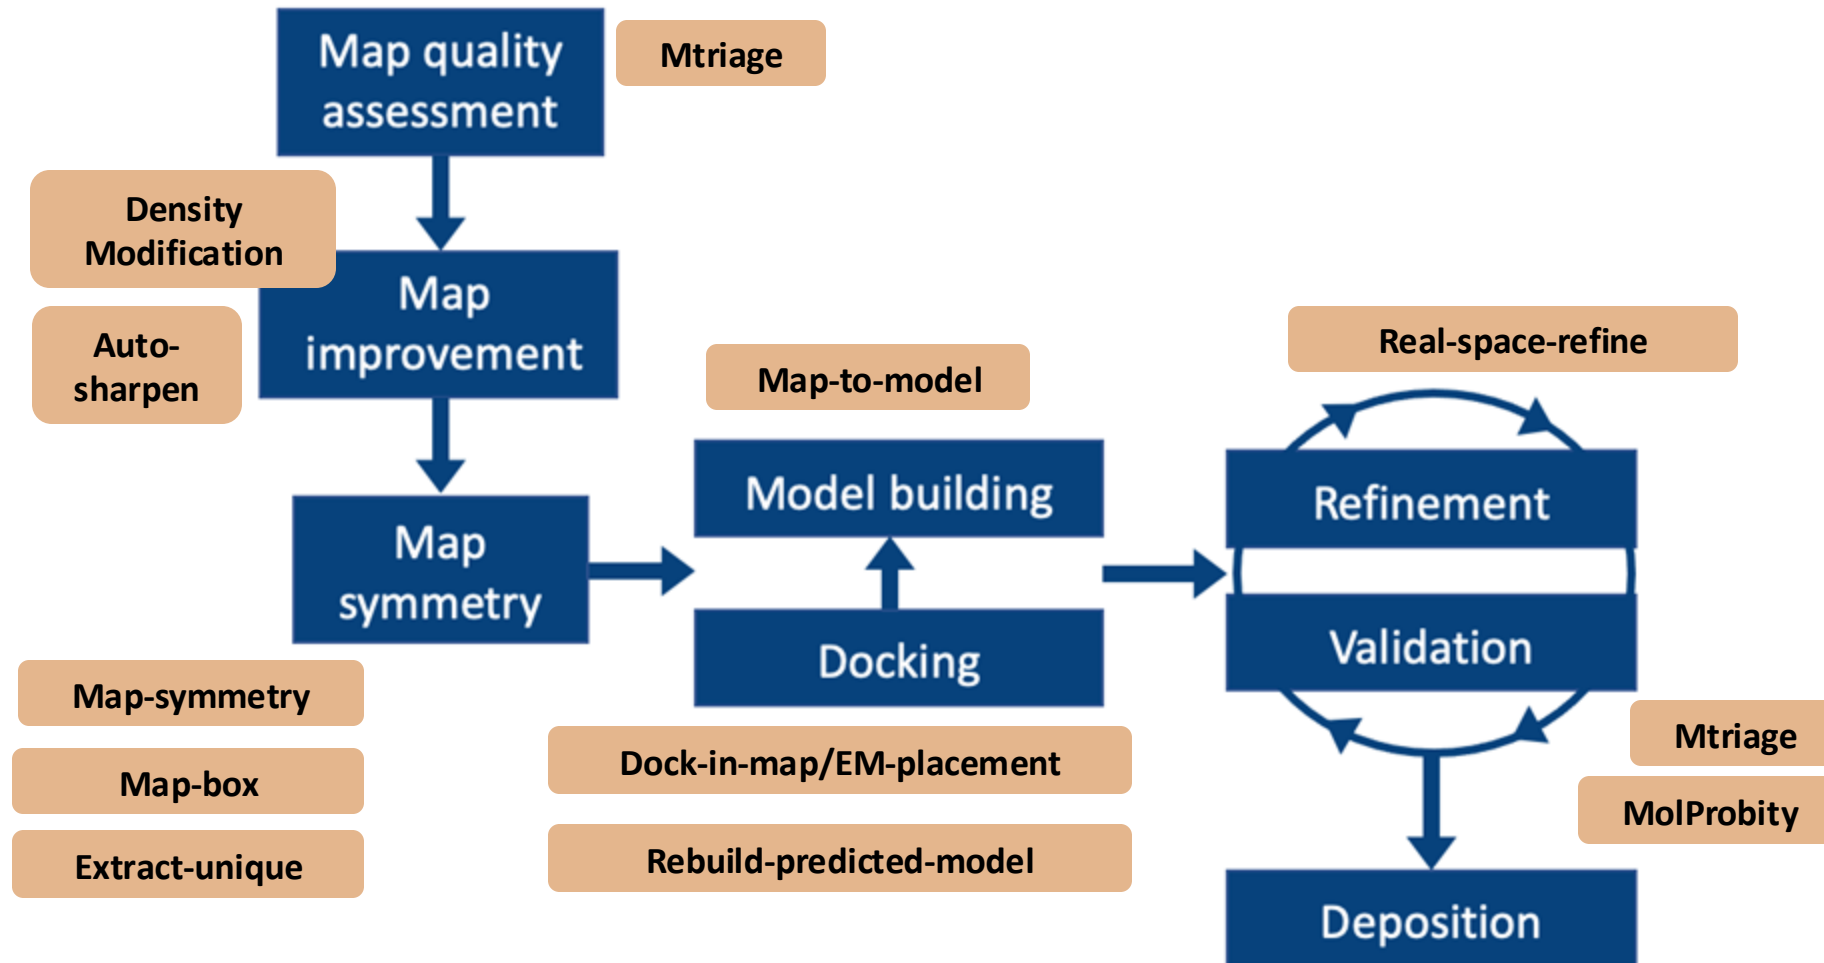 Map quality
assessment
Mtriage
Density
Modification
Map
improvement
Auto-
sharpen
Map
symmetry
Map-symmetry
Map-box
Extract-unique
Map-to-model
Model building
Docking
Dock-in-map/EM-placement
Rebuild-predicted-model
Real-space-refine
Refinement
Validation
Mtriage
MolProbity
Deposition